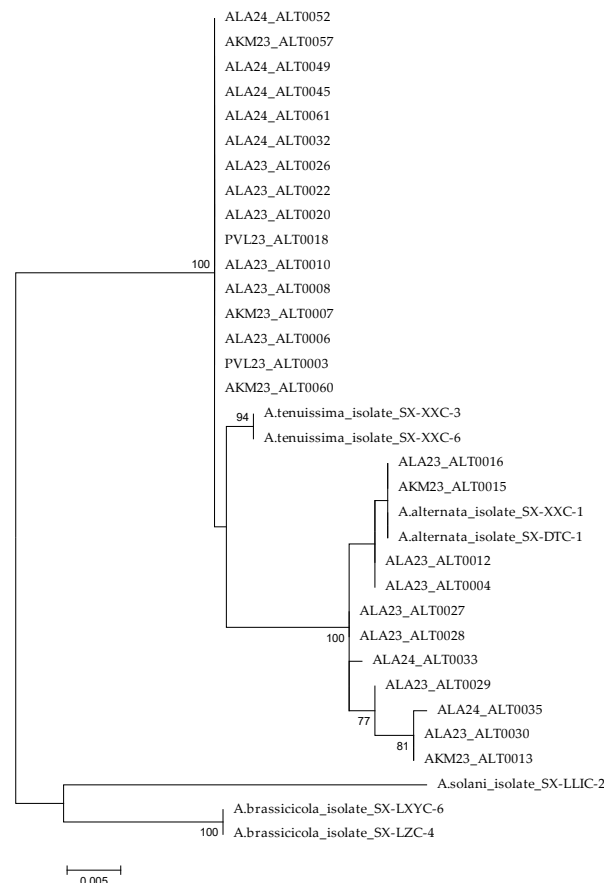 ALA24_ALT0052
AKM23_ALT0057
ALA24_ALT0049
ALA24_ALT0045
ALA24_ALT0061
ALA24_ALT0032
ALA23_ALT0026
ALA23_ALT0022
ALA23_ALT0020
PVL23_ALT0018
100
ALA23_ALT0010
ALA23_ALT0008
AKM23_ALT0007
ALA23_ALT0006
PVL23_ALT0003
AKM23_ALT0060
94
A.tenuissima_isolate_SX-XXC-3
A.tenuissima_isolate_SX-XXC-6
ALA23_ALT0016
AKM23_ALT0015
A.alternata_isolate_SX-XXC-1
A.alternata_isolate_SX-DTC-1
ALA23_ALT0012
ALA23_ALT0004
ALA23_ALT0027
100
ALA23_ALT0028
ALA24_ALT0033
ALA23_ALT0029
77
ALA24_ALT0035
ALA23_ALT0030
81
AKM23_ALT0013
A.solani_isolate_SX-LLIC-2
A.brassicicola_isolate_SX-LXYC-6
100
A.brassicicola_isolate_SX-LZC-4
0.005